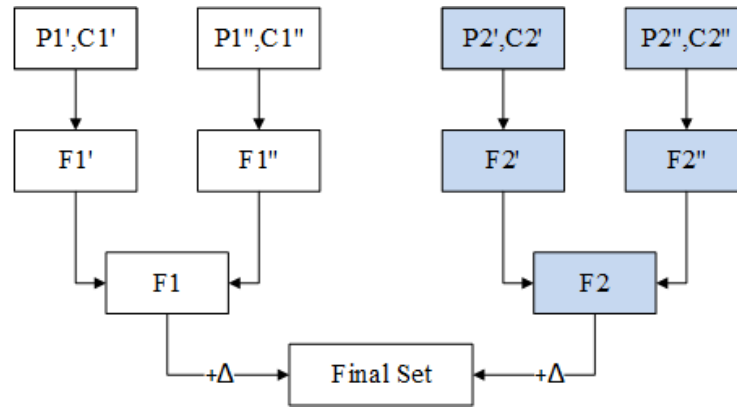 P1',C1'
P1",C1"
P2',C2'
P2",C2"
F1'
F1"
F2'
F2"
F1
F2
+Δ
Final Set
+Δ